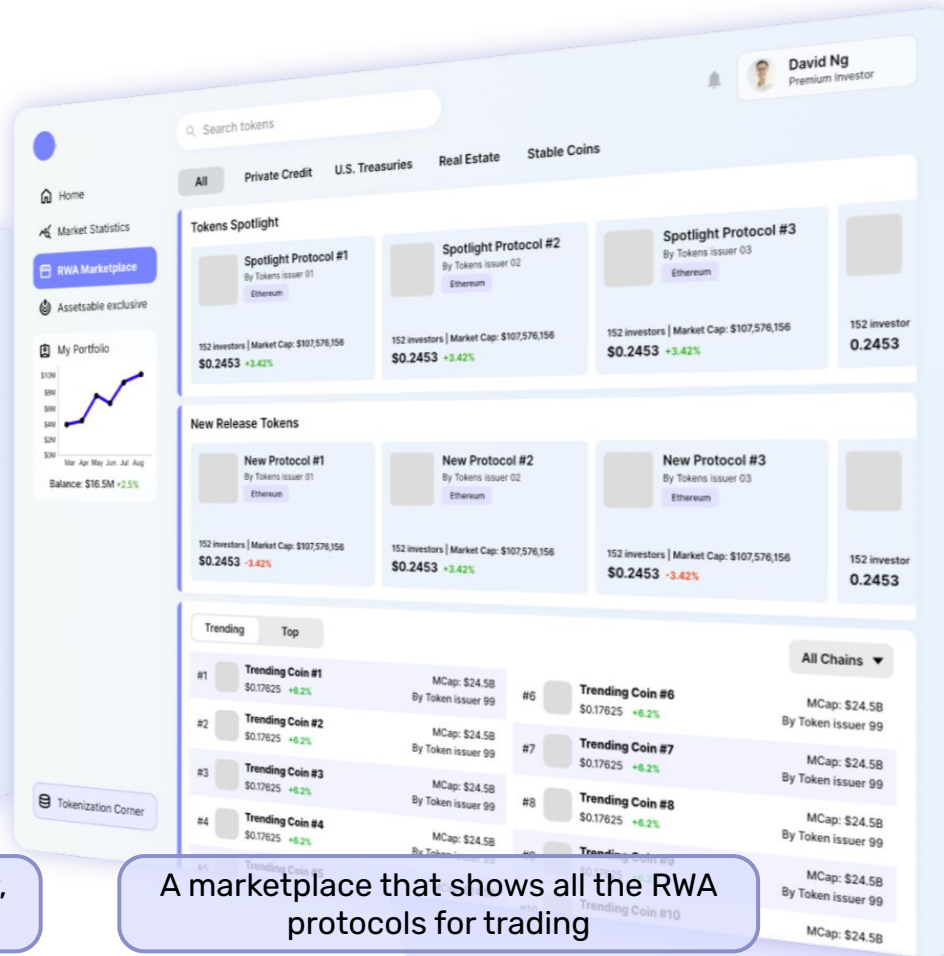 David Ng
Premium Investor
Search tokens
All Private Credit U.S. Treasuries Real Estate Stable Coins
Home
Market Statistics
RWA Marketplace
Assetsable exclusive
My Portfolio
$10M
$8M
$6M
$4M
$2M
$0M
Mar Apr May Jun Jul Aug
Balance: $16.5M +2.5%
Tokenization Corner
Tokens Spotlight
Spotlight Protocol #1
By Tokens issuer 01
Ethereum
152 investors | Market Cap: $107,576,156
$0.2453 +3.42%
Spotlight Protocol #2
By Tokens issuer 02
Ethereum
152 investors | Market Cap: $107,576,156
$0.2453 +3.42%
Spotlight Protocol #3
By Tokens issuer 03
Ethereum
152 investors | Market Cap: $107,576,156
$0.2453 +3.42%
152 investor
0.2453
New Release Tokens
New Protocol #1
By Tokens issuer 01
Ethereum
152 investors | Market Cap: $107,576,156
$0.2453 -3.42%
New Protocol #2
By Tokens issuer 02
Ethereum
152 investors | Market Cap: $107,576,156
$0.2453 +3.42%
New Protocol #3
By Tokens issuer 03
Ethereum
152 investors | Market Cap: $107,576,156
$0.2453 -3.42%
152 investor
0.2453
Trending Top
All Chains
#1 Trending Coin #1 MCap: $24.5B
$0.17625 +6.2% By Token issuer 99
#2 Trending Coin #2 MCap: $24.5B
$0.17625 +6.2% By Token issuer 99
#3 Trending Coin #3 MCap: $24.5B
$0.17625 +6.2% By Token issuer 99
#4 Trending Coin #4 MCap: $24.5B
$0.17625 +6.2%
#5 Trending Coin #5
#6 Trending Coin #6 MCap: $24.5B
$0.17625 +6.2% By Token issuer 99
#7 Trending Coin #7 MCap: $24.5B
$0.17625 +6.2% By Token issuer 99
#8 Trending Coin #8 MCap: $24.5B
$0.17625 +6.2% By Token issuer 99
#9 Trending Coin #9 MCap: $24.5B
By Token issuer 99
#10 Trending Coin #10 MCap: $24.5B
A marketplace that shows all the RWA
protocols for trading